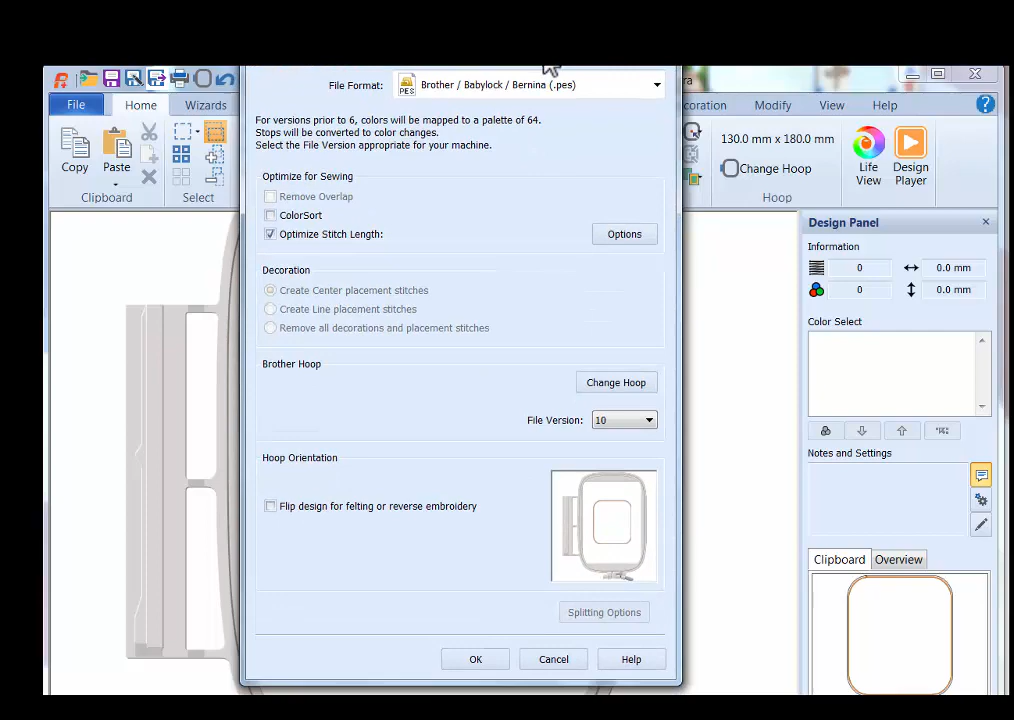 File Format:
PES
Brother / Babylock / Bernina (.pes)
For versions prior to 6, colors will be mapped to a palette of 64.
Stops will be converted to color changes.
Select the File Version appropriate for your machine.
Optimize for Sewing
Remove Overlap
ColorSort
Optimize Stitch Length:
Options
Decoration
Create Center placement stitches
Create Line placement stitches
Remove all decorations and placement stitches
Brother Hoop
Change Hoop
File Version:
10
Hoop Orientation
Flip design for felting or reverse embroidery
Splitting Options
OK
Cancel
Help
File
Home
Wizards
Copy
Paste
Clipboard
Select
ra
coration
Modify
View
Help
130.0 mm x 180.0 mm
Change Hoop
Hoop
Life
View
Design
Player
Design Panel
Information
0
0.0 mm
0
0.0 mm
Color Select
Notes and Settings
Clipboard
Overview